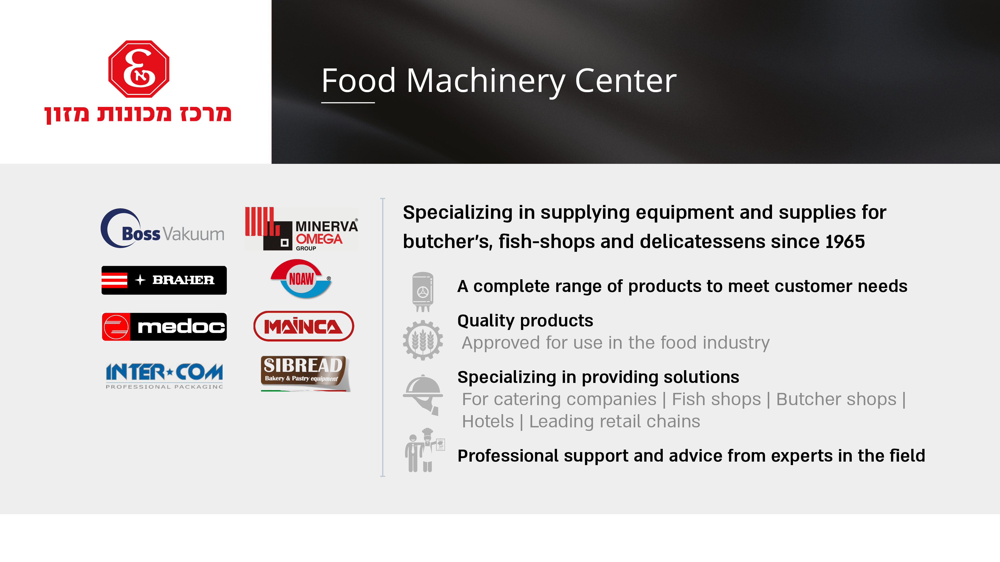 א
מרכז מכונות מזון
Food Machinery Center
Boss Vakuum
MINERVA®
OMEGA
GROUP
BRAHER
NOAW ®
medoc
MAINCA
INTER★COM
PROFESSIONAL PACKAGING
SIBREAD
®
Bakery & Pastry equipment
Specializing in supplying equipment and supplies for
butcher's, fish-shops and delicatessens since 1965
A complete range of products to meet customer needs
Quality products
Approved for use in the food industry
Specializing in providing solutions
For catering companies | Fish shops | Butcher shops |
Hotels | Leading retail chains
Professional support and advice from experts in the field